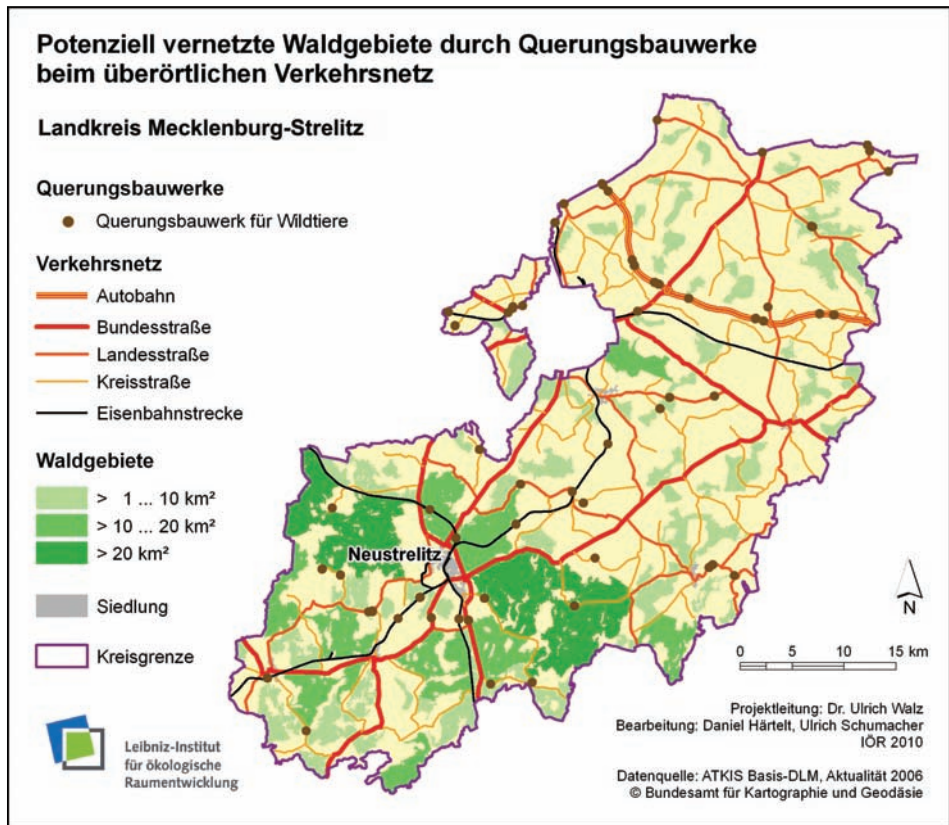 Potenziell vernetzte Waldgebiete durch Querungsbauwerke
beim überörtlichen Verkehrsnetz
Landkreis Mecklenburg-Strelitz
Querungsbauwerke
Querungsbauwerk für Wildtiere
Verkehrsnetz
Autobahn
Bundesstraße
Landesstraße
Kreisstraße
Eisenbahnstrecke
Waldgebiete
> 1 ... 10 km²
> 10 ... 20 km²
> 20 km²
Siedlung
Kreisgrenze
Neustrelitz
N
0 5 10 15 km
Leibniz-Institut
für ökologische
Raumentwicklung
Projektleitung: Dr. Ulrich Walz
Bearbeitung: Daniel Härtelt, Ulrich Schumacher
IÖR 2010
Datenquelle: ATKIS Basis-DLM, Aktualität 2006
© Bundesamt für Kartographie und Geodäsie